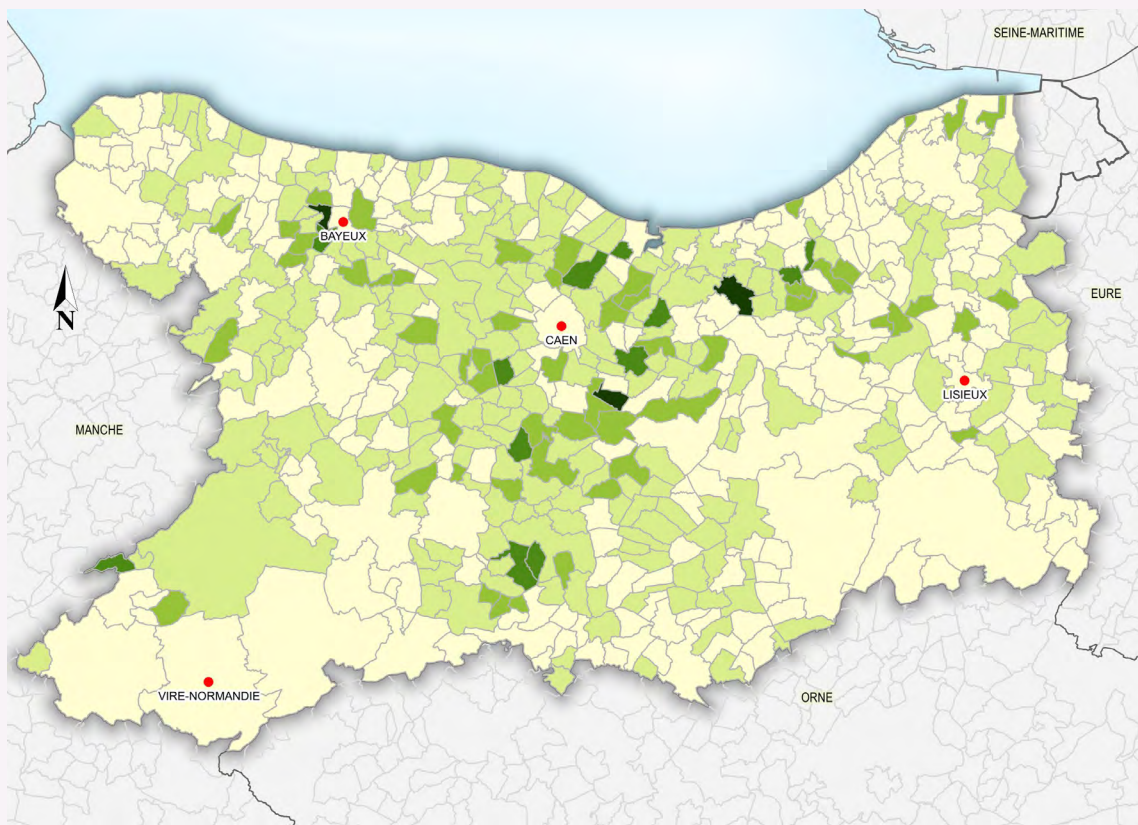 SEINE-MARITIME
BAYEUX
N
EURE
CAEN
LISIEUX
MANCHE
VIRE-NORMANDIE
ORNE